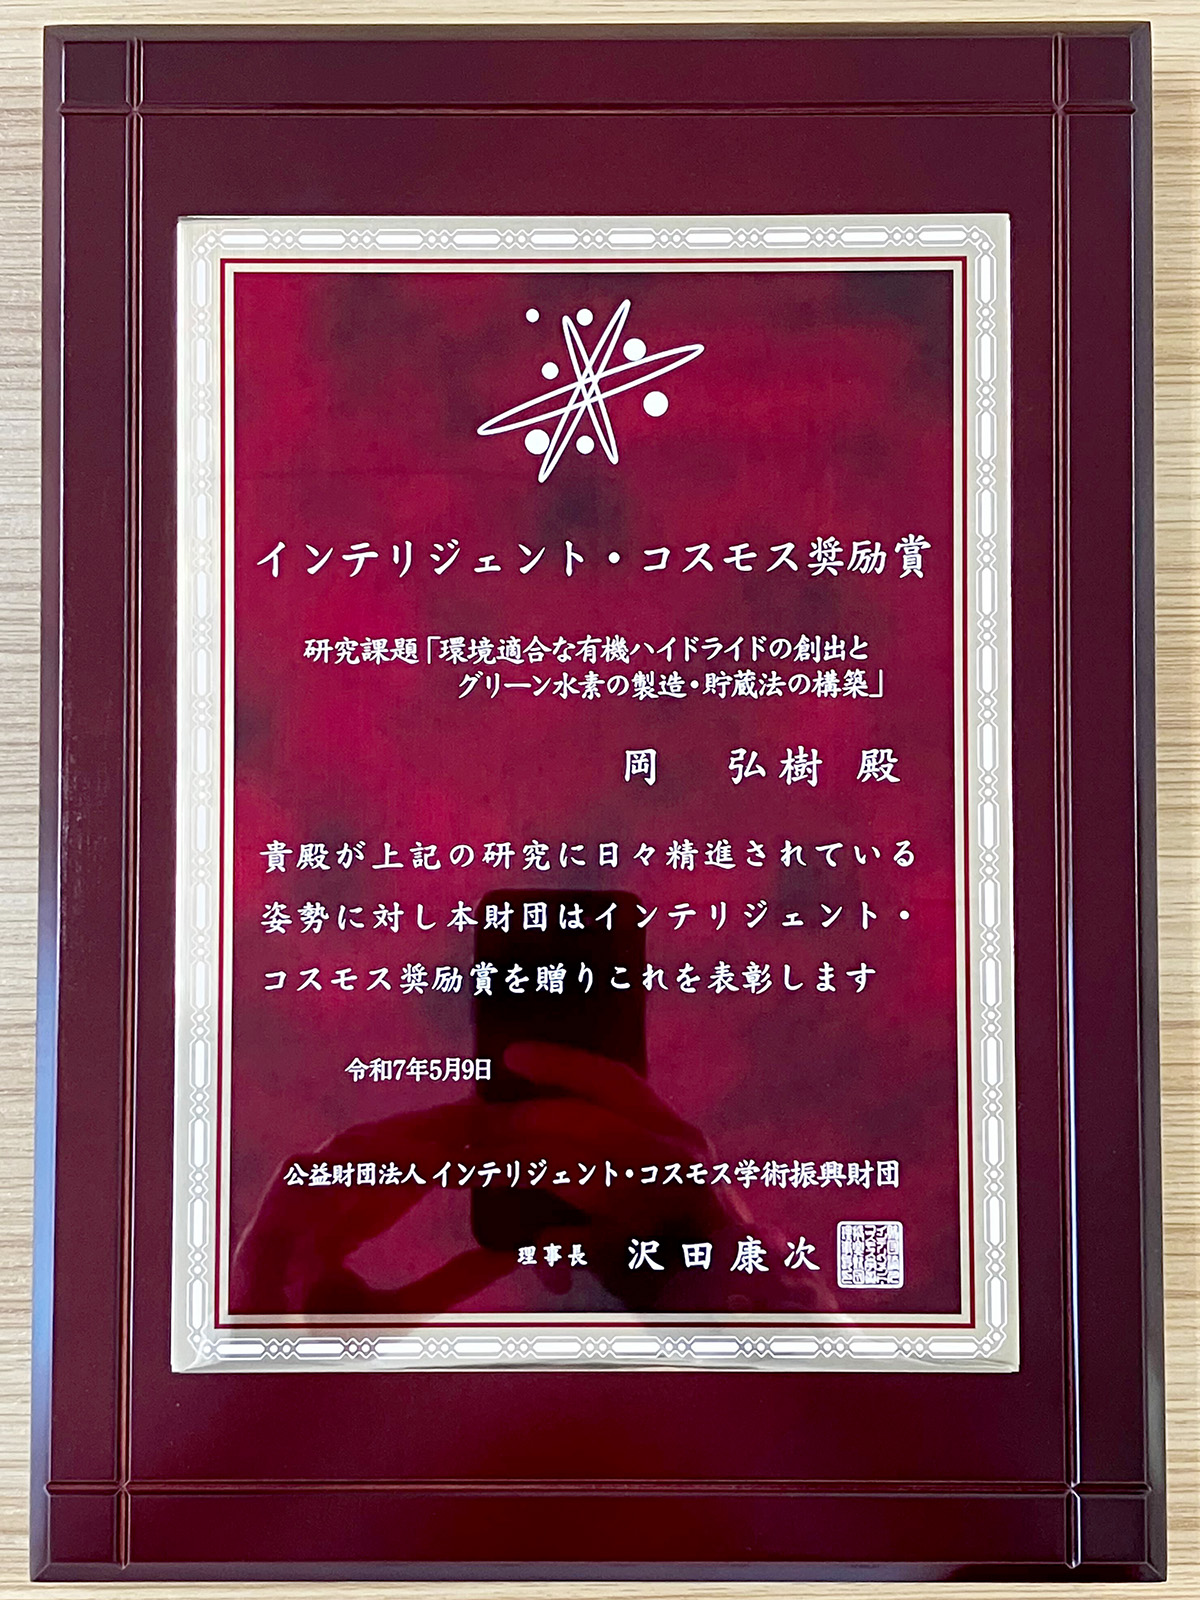 インテリジェント・コスモス奨励賞
研究課題「環境適合な有機ハイドライドの創出と
グリーン水素の製造・貯蔵法の構築」
岡 弘樹 殿
貴殿が上記の研究に日々精進されている
姿勢に対し本財団はインテリジェント・
コスモス奨励賞を贈りこれを表彰します
令和7年5月9日
公益財団法人 インテリジェント・コスモス学術振興財団
理事長 沢田康次